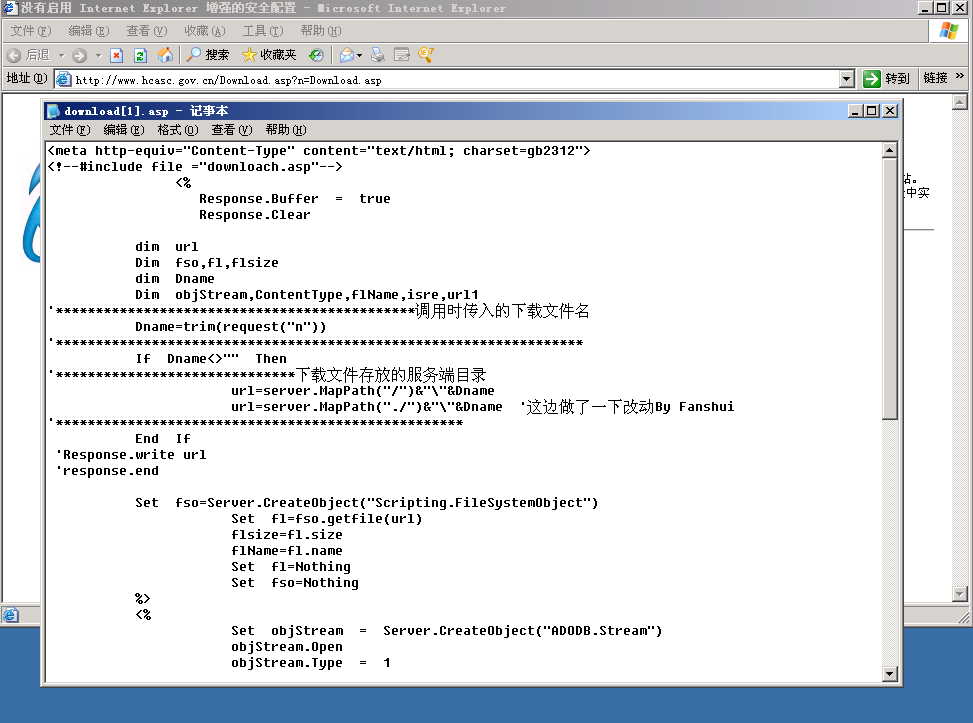 没有启用 Internet Explorer 增强的安全配置 - Microsoft Internet Explorer
文件(F) 编辑(E) 查看(V) 收藏(A) 工具(T) 帮助(H)
后退 搜索 收藏夹
地址(D) http://www.hcasc.gov.cn/Download.asp?n=Download.asp 转到 链接 »
download[1].asp - 记事本
文件(F) 编辑(E) 格式(O) 查看(V) 帮助(H)
<meta http-equiv="Content-Type" content="text/html; charset=gb2312">
<!--#include file ="downloach.asp"-->
<%
Response.Buffer = true
Response.Clear
dim url
Dim fso,fl,flsize
dim Dname
Dim objStream,ContentType,flName,isre,url1
'*********************************************调用时传入的下载文件名
Dname=trim(request("n"))
'******************************************************************
If Dname<>"" Then
'******************************下载文件存放的服务端目录
url=server.MapPath("/")&"\"&Dname
url=server.MapPath("./")&"\"&Dname '这边做了一下改动By Fanshui
'***************************************************
End If
'Response.write url
'response.end
Set fso=Server.CreateObject("Scripting.FileSystemObject")
Set fl=fso.getfile(url)
flsize=fl.size
flName=fl.name
Set fl=Nothing
Set fso=Nothing
%>
<%
Set objStream = Server.CreateObject("ADODB.Stream")
objStream.Open
objStream.Type = 1
站。
中实